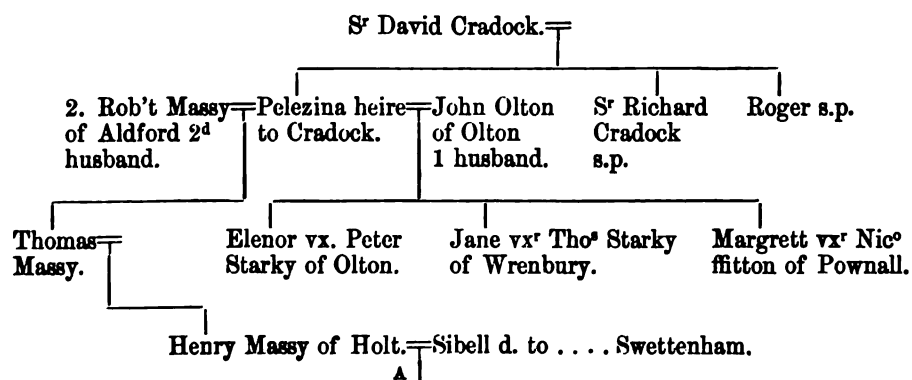 Sʳ David Cradock.
2. Rob't Massy Pelezina heire John Olton Sʳ Richard Roger s.p.
of Aldford 2ᵈ to Cradock. of Olton Cradock
husband. 1 husband. s.p.
Thomas Elenor vx. Peter Jane vxʳ Thoˢ Starky Margrett vxʳ Nicᵒ
Massy. Starky of Olton. of Wrenbury. ffitton of Pownall.
Henry Massy of Holt. Sibell d. to . . . . Swettenham.
A